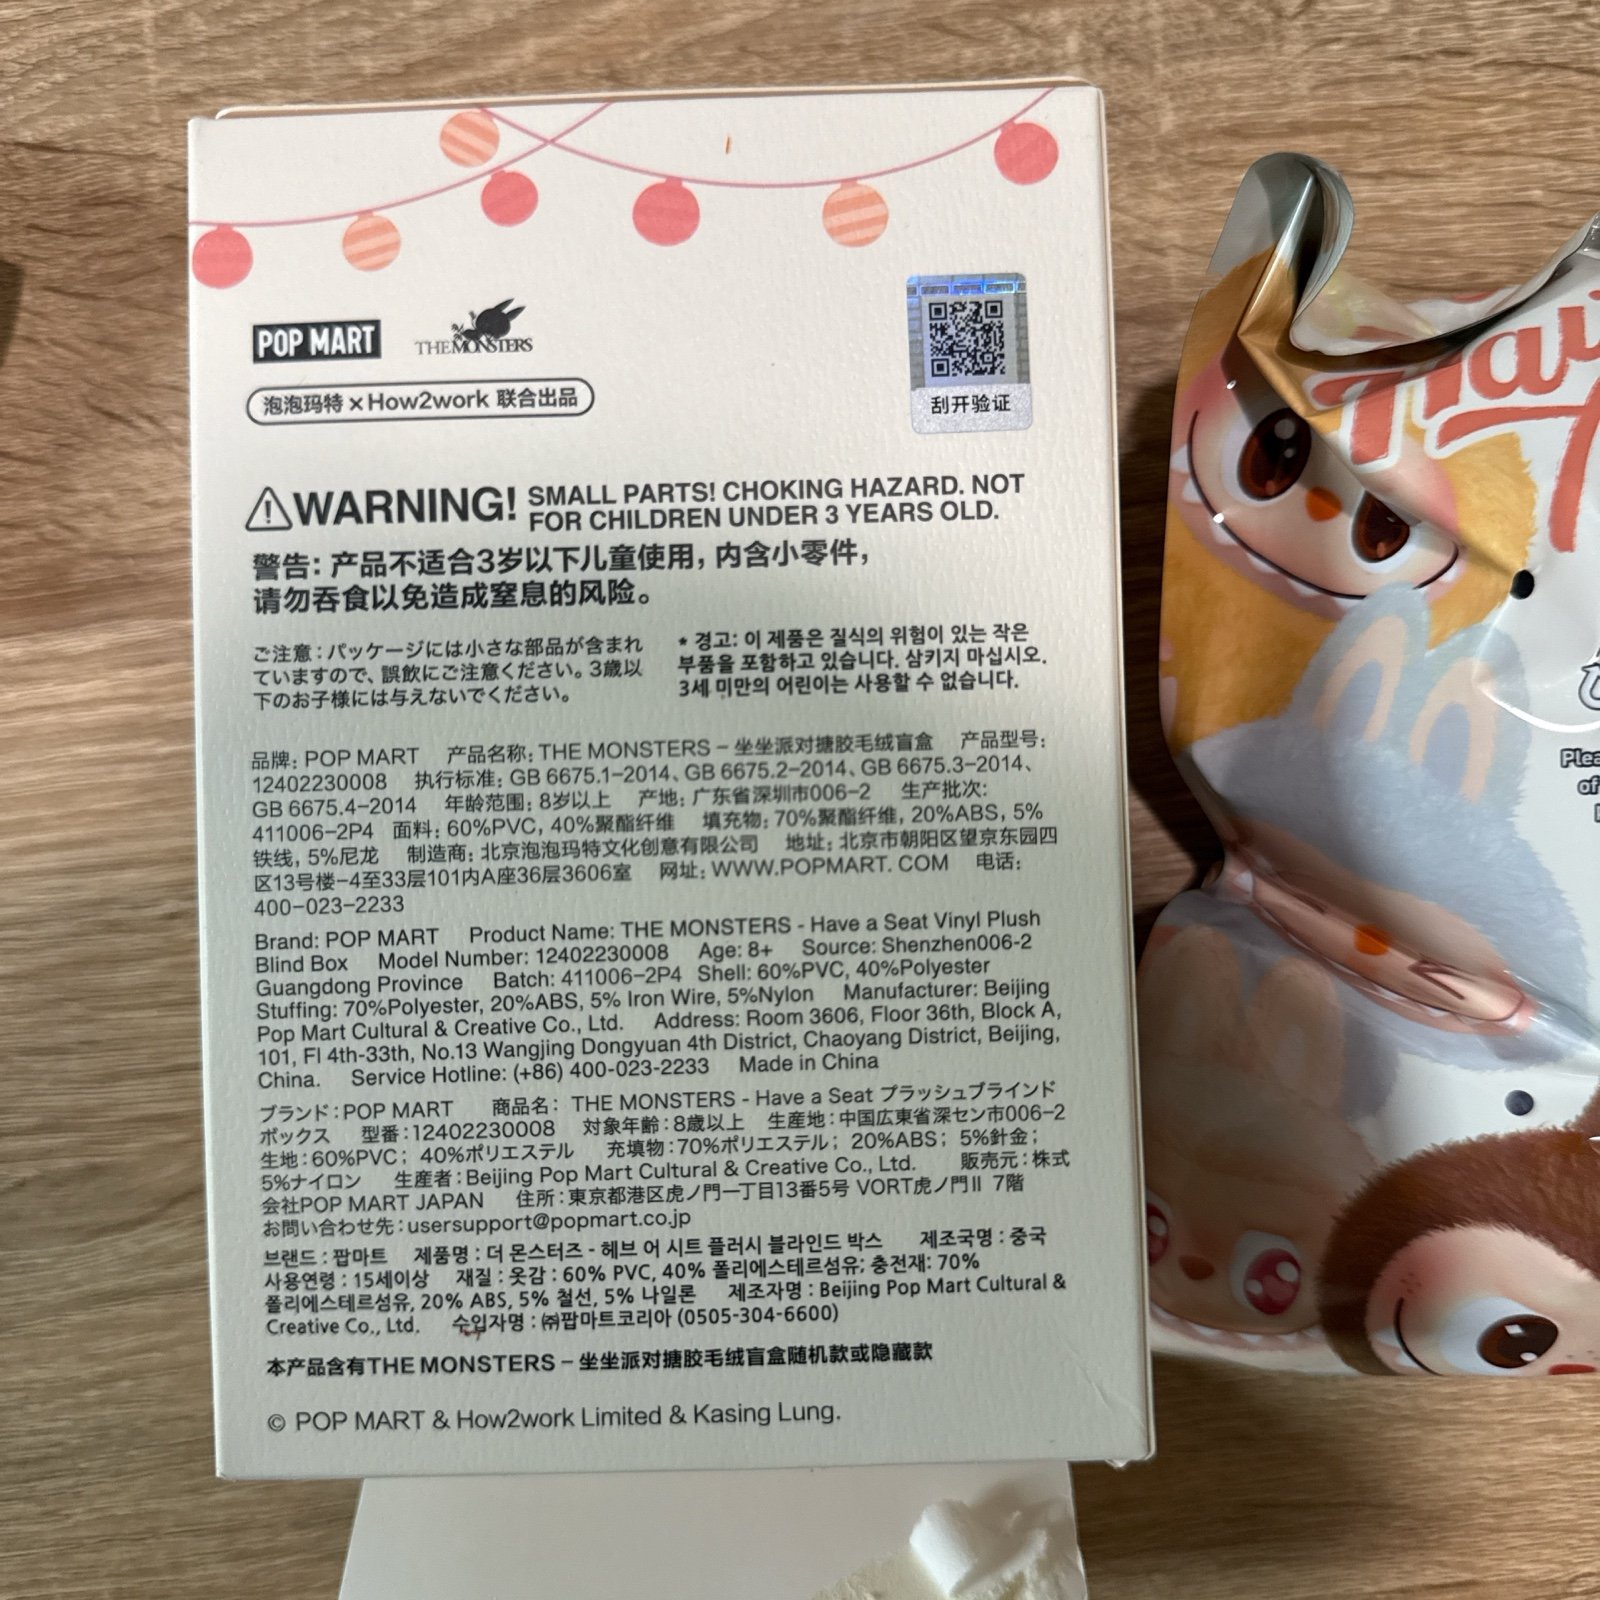 POP MART
THE MONSTERS
泡泡玛特 × How2work 联合出品
刮开验证
WARNING! SMALL PARTS! CHOKING HAZARD. NOT
FOR CHILDREN UNDER 3 YEARS OLD.
警告: 产品不适合3岁以下儿童使用, 内含小零件,
请勿吞食以免造成窒息的风险。
ご注意:パッケージには小さな部品が含まれ
ていますので、誤飲にご注意ください。3歳以
下のお子様には与えないでください。
* 경고: 이 제품은 질식의 위험이 있는 작은
부품을 포함하고 있습니다. 삼키지 마십시오.
3세 미만의 어린이는 사용할 수 없습니다.
品牌: POP MART 产品名称: THE MONSTERS – 坐坐派对搪胶毛绒盲盒 产品型号:
12402230008 执行标准: GB 6675.1–2014、GB 6675.2–2014、GB 6675.3–2014、
GB 6675.4–2014 年龄范围: 8岁以上 产地: 广东省深圳市006–2 生产批次:
411006–2P4 面料: 60%PVC, 40%聚酯纤维 填充物: 70%聚酯纤维, 20%ABS, 5%
铁线, 5%尼龙 制造商: 北京泡泡玛特文化创意有限公司 地址: 北京市朝阳区望京东园四
区13号楼–4至33层101内A座36层3606室 网址: WWW.POPMART. COM 电话:
400–023–2233
Brand: POP MART Product Name: THE MONSTERS - Have a Seat Vinyl Plush
Blind Box Model Number: 12402230008 Age: 8+ Source: Shenzhen006-2
Guangdong Province Batch: 411006-2P4 Shell: 60%PVC, 40%Polyester
Stuffing: 70%Polyester, 20%ABS, 5% Iron Wire, 5%Nylon Manufacturer: Beijing
Pop Mart Cultural & Creative Co., Ltd. Address: Room 3606, Floor 36th, Block A,
101, Fl 4th-33th, No.13 Wangjing Dongyuan 4th District, Chaoyang District, Beijing,
China. Service Hotline: (+86) 400-023-2233 Made in China
ブランド:POP MART 商品名: THE MONSTERS - Have a Seat プラッシュブラインド
ボックス 型番:12402230008 対象年齢:8歳以上 生産地:中国広東省深セン市006–2
生地:60%PVC; 40%ポリエステル 充填物:70%ポリエステル; 20%ABS; 5%針金;
5%ナイロン 生産者:Beijing Pop Mart Cultural & Creative Co., Ltd. 販売元:株式
会社POP MART JAPAN 住所:東京都港区虎ノ門一丁目13番5号 VORT虎ノ門Ⅱ 7階
お問い合わせ先:usersupport@popmart.co.jp
브랜드 : 팝마트 제품명 : 더 몬스터즈 - 헤브 어 시트 플러시 블라인드 박스 제조국명 : 중국
사용연령 : 15세이상 재질 : 옷감 : 60% PVC, 40% 폴리에스테르섬유; 충전재: 70%
폴리에스테르섬유, 20% ABS, 5% 철선, 5% 나일론 제조자명 : Beijing Pop Mart Cultural &
Creative Co., Ltd. 수입자명 : ㈜팝마트코리아 (0505-304-6600)
本产品含有THE MONSTERS – 坐坐派对搪胶毛绒盲盒随机款或隐藏款
© POP MART & How2work Limited & Kasing Lung.
of